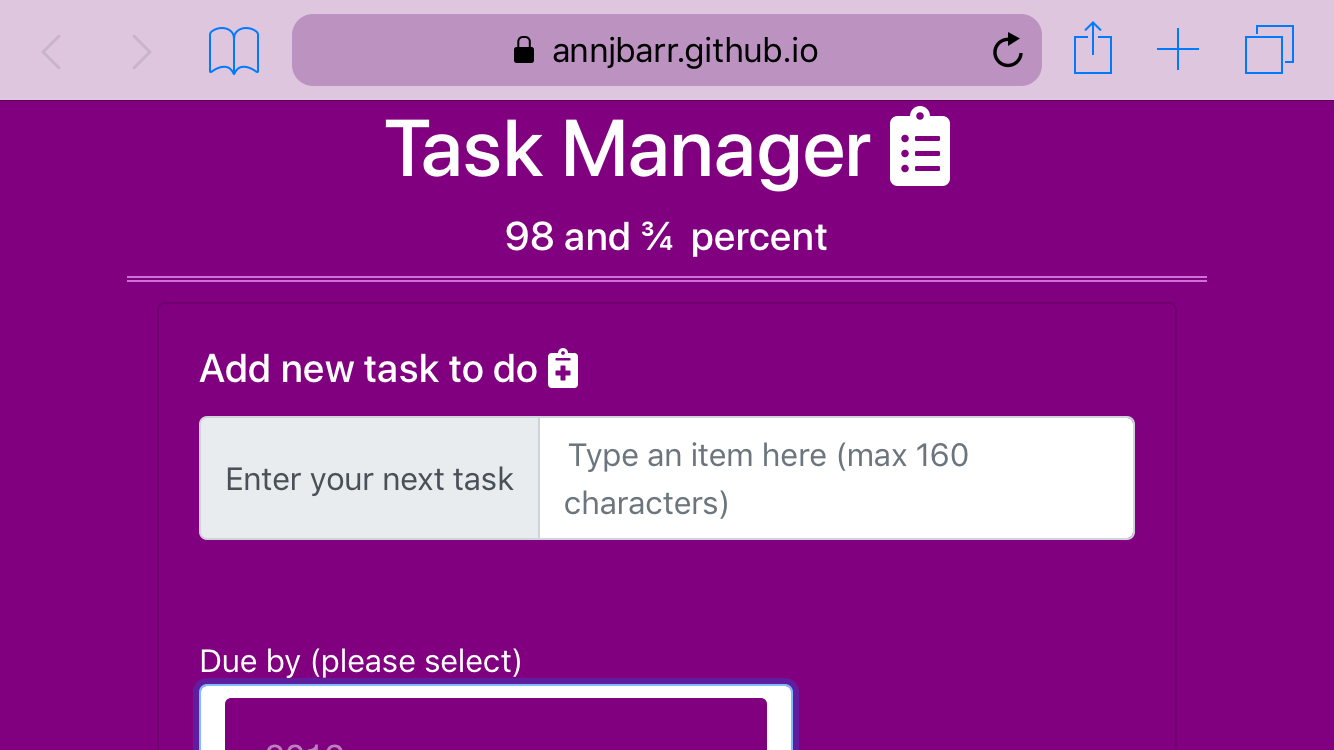 annjbarr.github.io
Task Manager
98 and ¾ percent
Add new task to do
Enter your next task
Type an item here (max 160
characters)
Due by (please select)